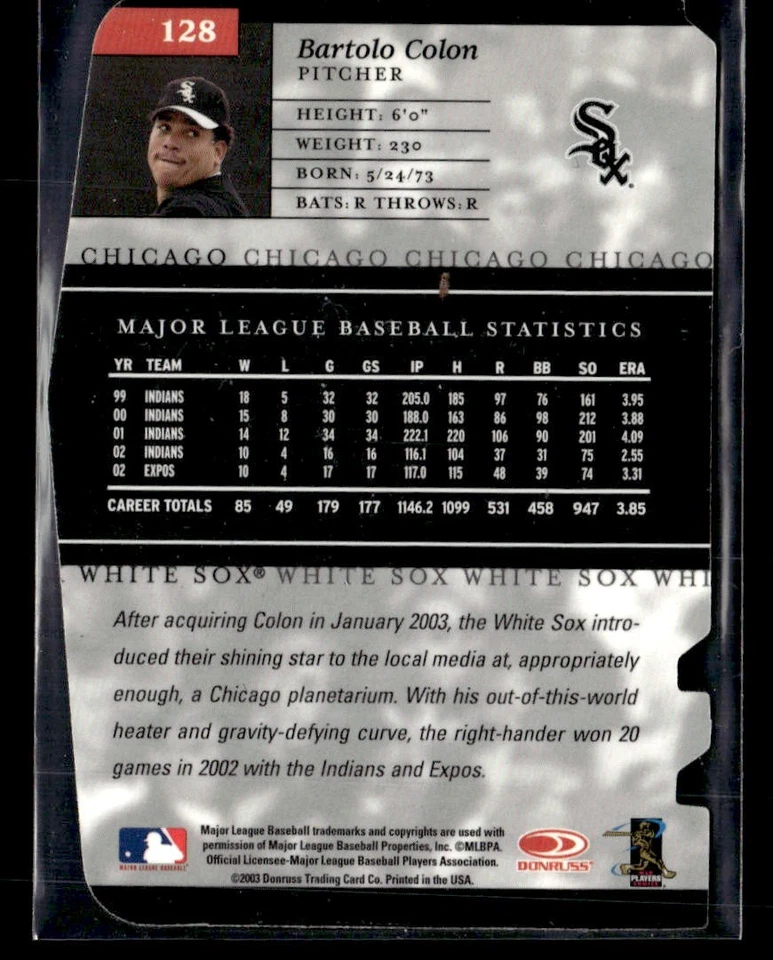 128
Bartolo Colon
PITCHER
HEIGHT: 6'0"
WEIGHT: 230
BORN: 5/24/73
BATS: R THROWS: R
Sox
CHICAGO CHICAGO CHICAGO CHICAGO
MAJOR LEAGUE BASEBALL STATISTICS
YR TEAM W L G GS IP H R BB SO ERA
99 INDIANS 18 5 32 32 205.0 185 97 76 161 3.95
00 INDIANS 15 8 30 30 188.0 163 86 98 212 3.88
01 INDIANS 14 12 34 34 222.1 220 106 90 201 4.09
02 INDIANS 10 4 16 16 116.1 104 37 31 75 2.55
02 EXPOS 10 4 17 17 117.0 115 48 39 74 3.31
CAREER TOTALS 85 49 179 177 1146.2 1099 531 458 947 3.85
WHITE SOX® WHITE SOX WHITE SOX WHI
After acquiring Colon in January 2003, the White Sox intro-
duced their shining star to the local media at, appropriately
enough, a Chicago planetarium. With his out-of-this-world
heater and gravity-defying curve, the right-hander won 20
games in 2002 with the Indians and Expos.
MAJOR LEAGUE BASEBALL
Major League Baseball trademarks and copyrights are used with
permission of Major League Baseball Properties, Inc. ©MLBPA.
Official Licensee-Major League Baseball Players Association.
©2003 Donruss Trading Card Co. Printed in the USA.
DONRUSS
PLAYERS